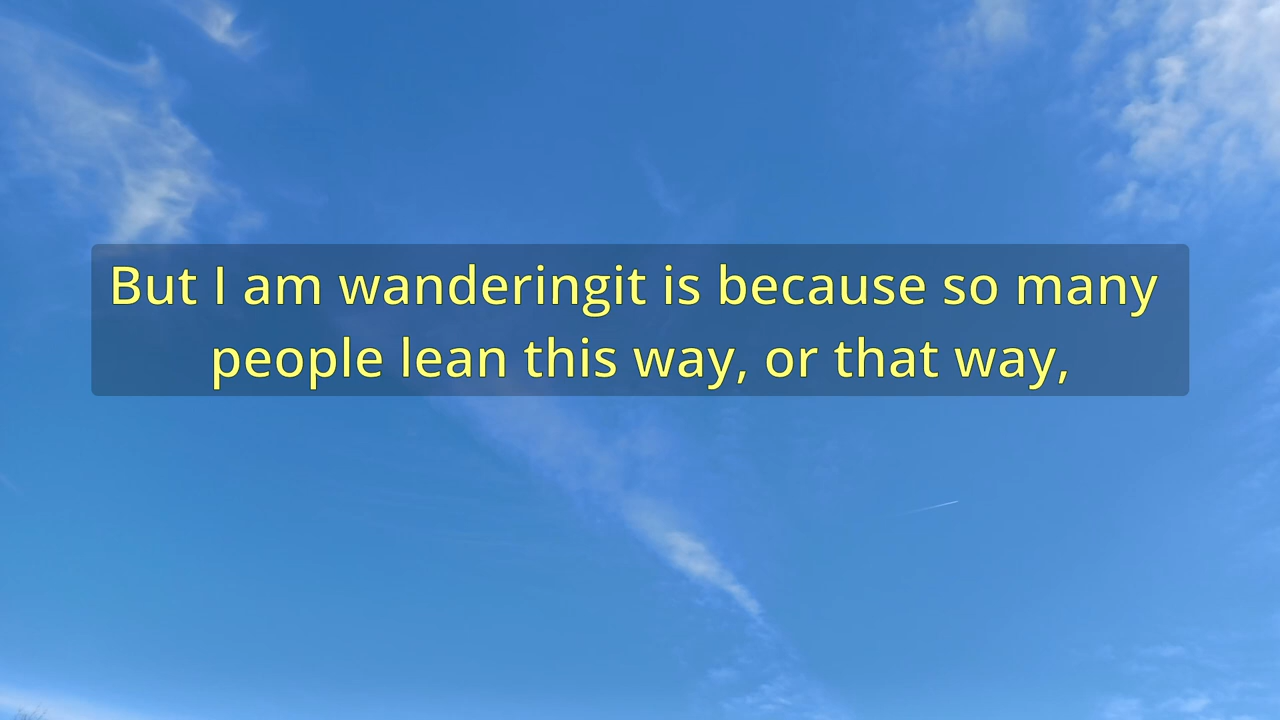 But I am wanderingit is because so many
people lean this way, or that way,